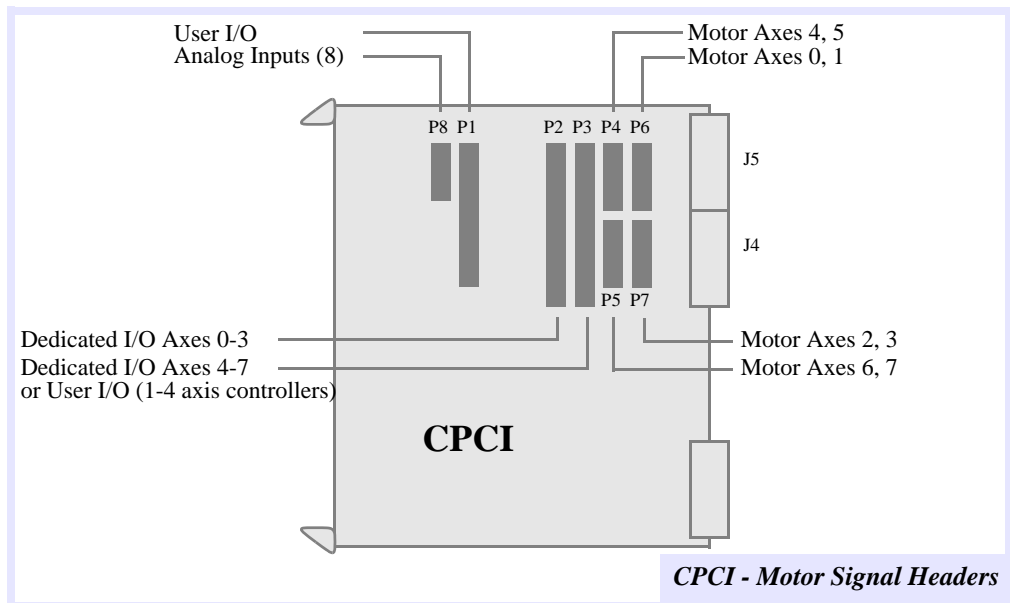 User I/O
Analog Inputs (8)
Motor Axes 4, 5
Motor Axes 0, 1
P8 P1 P2 P3 P4 P6
J5
J4
P5 P7
Dedicated I/O Axes 0-3
Dedicated I/O Axes 4-7
or User I/O (1-4 axis controllers)
Motor Axes 2, 3
Motor Axes 6, 7
CPCI
CPCI - Motor Signal Headers